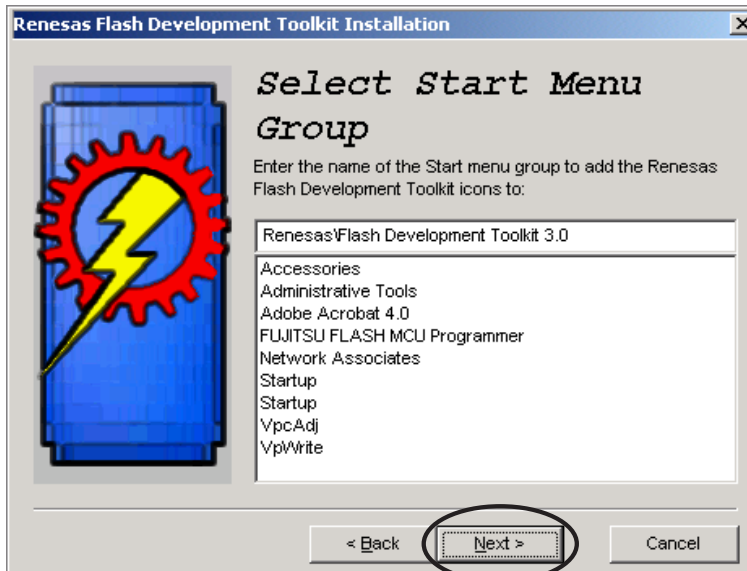 Renesas Flash Development Toolkit Installation
Select Start Menu
Group
Enter the name of the Start menu group to add the Renesas
Flash Development Toolkit icons to:
Renesas\Flash Development Toolkit 3.0
Accessories
Administrative Tools
Adobe Acrobat 4.0
FUJITSU FLASH MCU Programmer
Network Associates
Startup
Startup
VpcAdj
VpWrite
< Back
Next >
Cancel